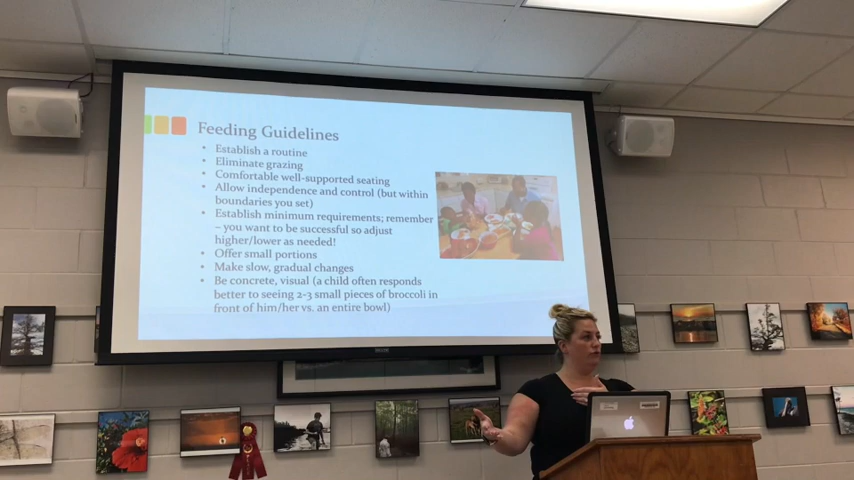 Feeding Guidelines
• Establish a routine
• Eliminate grazing
• Comfortable well-supported seating
• Allow independence and control (but within
boundaries you set)
• Establish minimum requirements; remember
– you want to be successful so adjust
higher/lower as needed!
• Offer small portions
• Make slow, gradual changes
• Be concrete, visual (a child often responds
better to seeing 2-3 small pieces of broccoli in
front of him/her vs. an entire bowl)